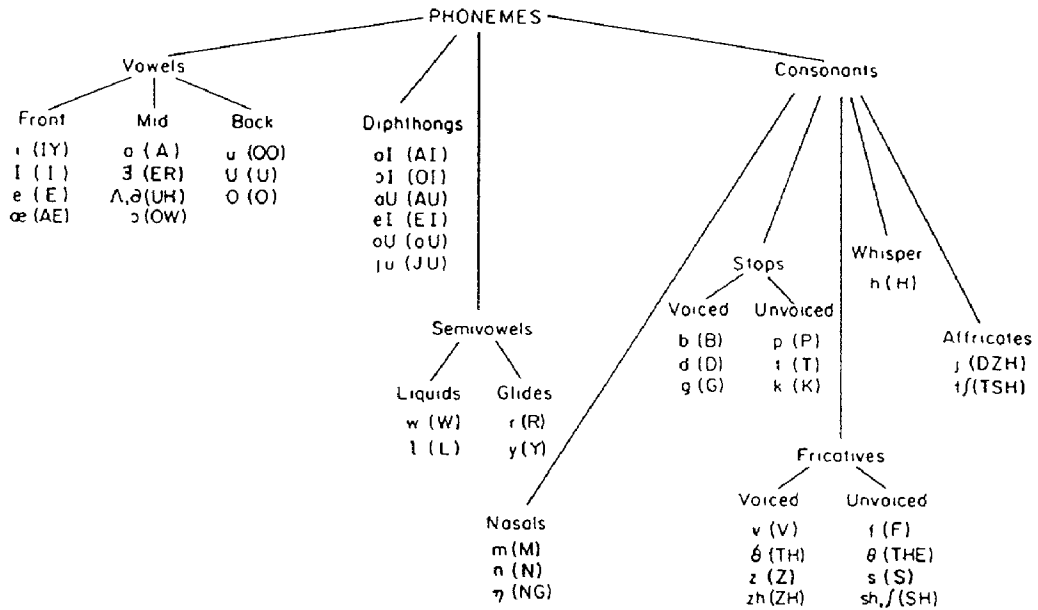 PHONEMES
Vowels
Consonants
Front
Mid
Back
ı (IY)
I (I)
e (E)
æ (AE)
a (A)
ɝ (ER)
Λ,ə (UH)
ɔ (OW)
u (OO)
U (U)
O (O)
Diphthongs
aI (AI)
ɔI (OI)
aU (AU)
eI (EI)
oU (oU)
ju (JU)
Semivowels
Liquids
w (W)
l (L)
Glides
r (R)
y (Y)
Nasals
m (M)
n (N)
η (NG)
Stops
Voiced
b (B)
d (D)
g (G)
Unvoiced
p (P)
t (T)
k (K)
Whisper
h (H)
Affricates
j (DZH)
t∫ (TSH)
Fricatives
Voiced
v (V)
(TH)
z (Z)
zh (ZH)
Unvoiced
f (F)
θ (THE)
s (S)
sh,∫ (SH)